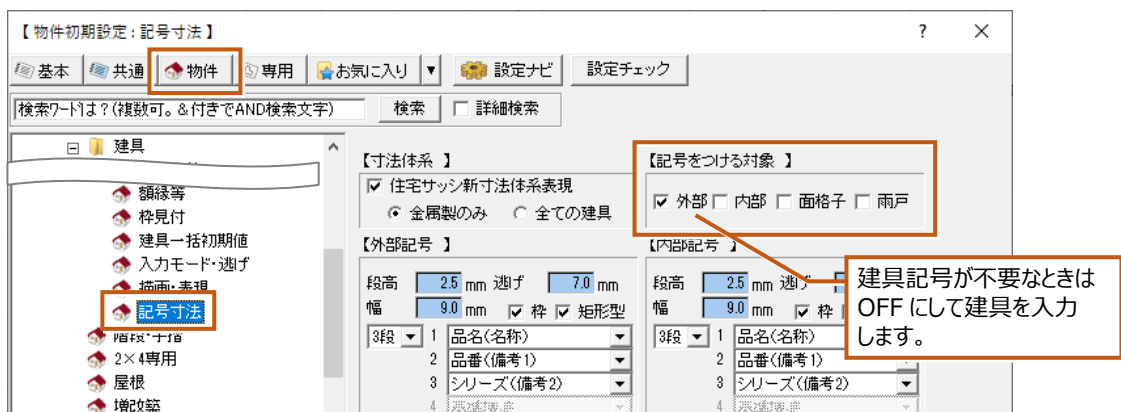 【 物件初期設定 : 記号寸法 】
? ×
基本 共通 物件 専用 お気に入り ▼ 設定ナビ 設定チェック
検索ワードは？(複数可。&付きでAND検索文字) 検索 詳細検索
建具
額縁等
枠見付
建具一括初期値
入力モード・逃げ
描画・表現
記号寸法
階段・手摺
2×4専用
屋根
増改築
【寸法体系 】
住宅サッシ新寸法体系表現
金属製のみ 全ての建具
【記号をつける対象 】
外部 内部 面格子 雨戸
【外部記号 】
段高 2.5 mm 逃げ 7.0 mm
幅 9.0 mm 枠 矩形型
3段 1 品名(名称)
2 品番(備考1)
3 シリーズ(備考2)
4
【内部記号 】
段高 2.5 mm 逃げ
幅 9.0 mm 枠
3段 1 品名(名称)
2 品番(備考1)
3 シリーズ(備考2)
4
建具記号が不要なときは
OFF にして建具を入力
します。